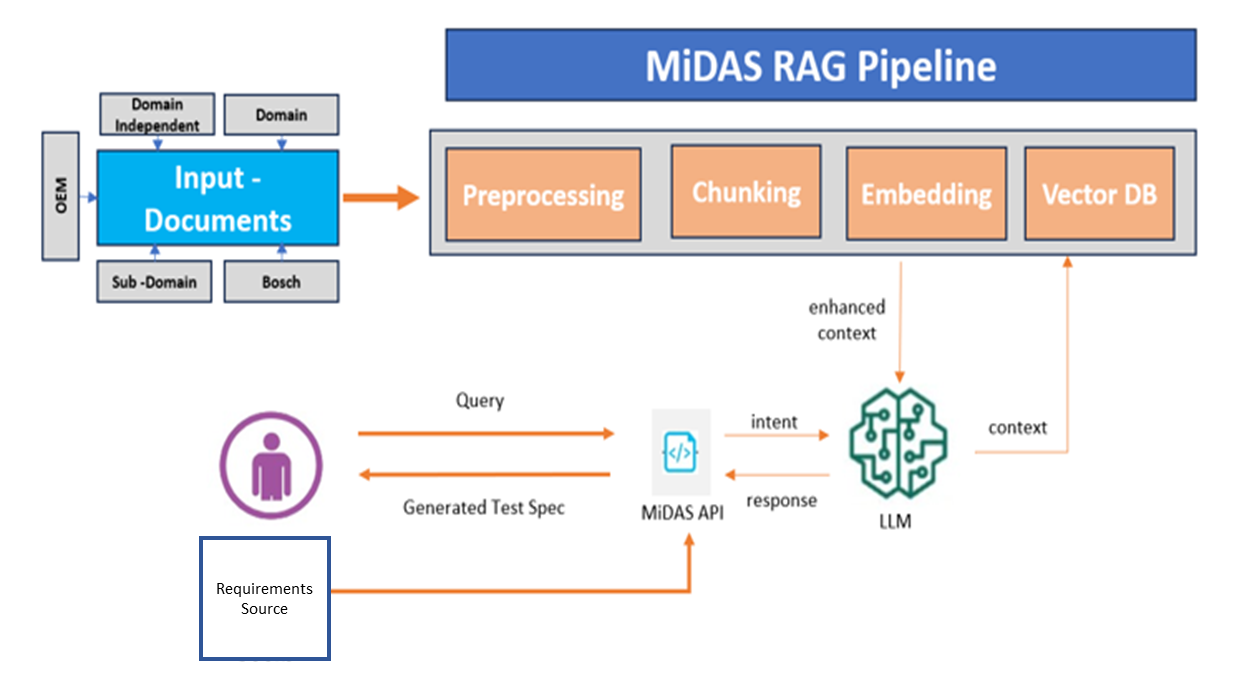 MiDAS RAG Pipeline
Domain
Independent
Domain
OEM
Input -
Documents
Sub -Domain
Bosch
Preprocessing
Chunking
Embedding
Vector DB
enhanced
context
Query
Generated Test Spec
</>
MiDAS API
intent
response
LLM
context
Requirements
Source